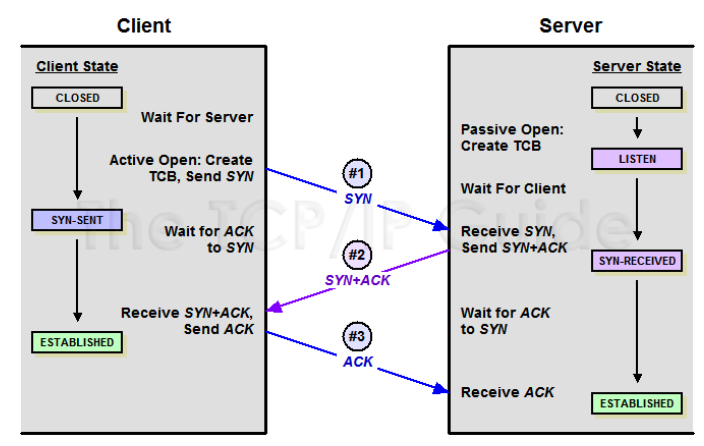 Client
Server
Client State
Server State
CLOSED
CLOSED
Wait For Server
Passive Open:
Create TCB
Active Open: Create
TCB, Send SYN
LISTEN
#1
SYN
Wait For Client
SYN-SENT
The TCP/IP Guide
Wait for ACK
to SYN
Receive SYN,
Send SYN+ACK
#2
SYN+ACK
SYN-RECEIVED
Receive SYN+ACK,
Send ACK
Wait for ACK
to SYN
#3
ACK
ESTABLISHED
Receive ACK
ESTABLISHED